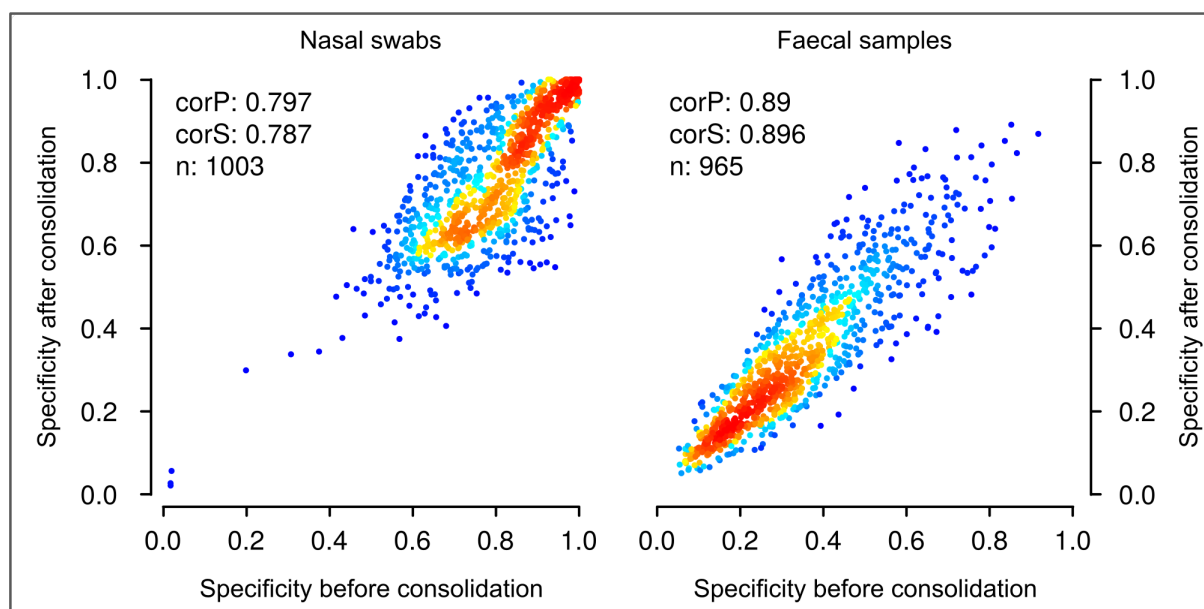 Nasal swabs
corP: 0.797
corS: 0.787
n: 1003
Specificity after consolidation
1.0
0.8
0.6
0.4
0.2
0.0
0.0 0.2 0.4 0.6 0.8 1.0
Specificity before consolidation
Faecal samples
corP: 0.89
corS: 0.896
n: 965
1.0
0.8
0.6
0.4
0.2
0.0
Specificity after consolidation
0.0 0.2 0.4 0.6 0.8 1.0
Specificity before consolidation